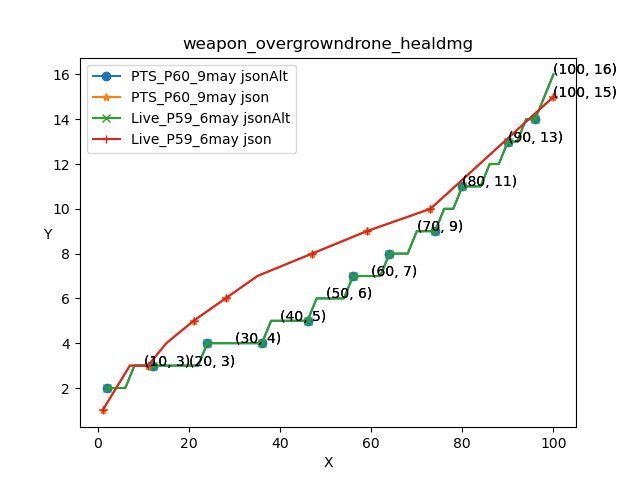 weapon_overgrowndrone_healdmg
PTS_P60_9may jsonAlt
PTS_P60_9may json
Live_P59_6may jsonAlt
Live_P59_6may json
(100, 16)
(100, 15)
(90, 13)
(80, 11)
(70, 9)
(60, 7)
(50, 6)
(40, 5)
(30, 4)
(10, 3)(20, 3)
16
14
12
10
8
6
4
2
Y
0 20 40 60 80 100
X